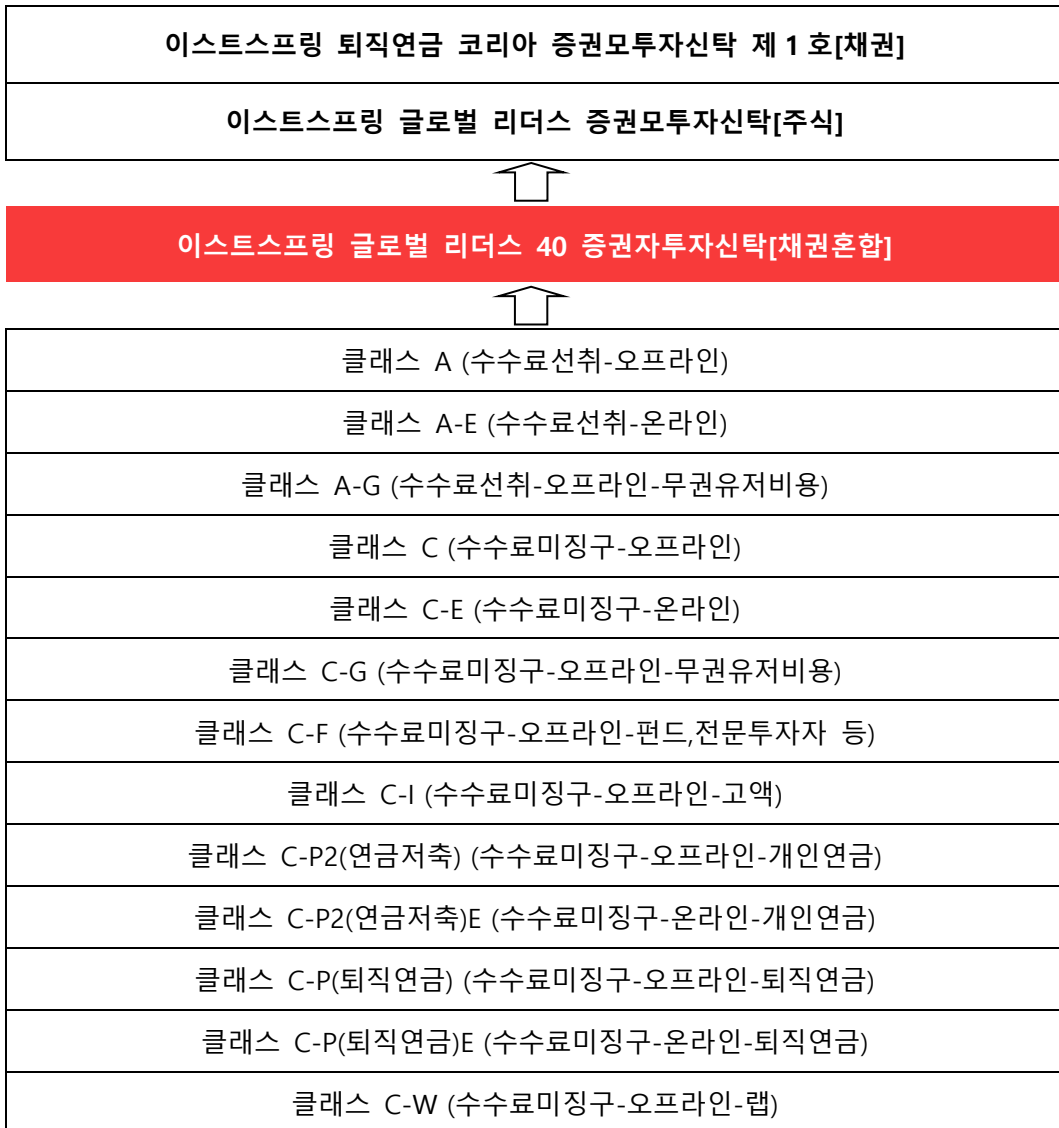 이스트스프링 퇴직연금 코리아 증권모투자신탁 제 1 호[채권]
이스트스프링 글로벌 리더스 증권모투자신탁[주식]
이스트스프링 글로벌 리더스 40 증권자투자신탁[채권혼합]
클래스 A (수수료선취-오프라인)
클래스 A-E (수수료선취-온라인)
클래스 A-G (수수료선취-오프라인-무권유저비용)
클래스 C (수수료미징구-오프라인)
클래스 C-E (수수료미징구-온라인)
클래스 C-G (수수료미징구-오프라인-무권유저비용)
클래스 C-F (수수료미징구-오프라인-펀드,전문투자자 등)
클래스 C-I (수수료미징구-오프라인-고액)
클래스 C-P2(연금저축) (수수료미징구-오프라인-개인연금)
클래스 C-P2(연금저축)E (수수료미징구-온라인-개인연금)
클래스 C-P(퇴직연금) (수수료미징구-오프라인-퇴직연금)
클래스 C-P(퇴직연금)E (수수료미징구-온라인-퇴직연금)
클래스 C-W (수수료미징구-오프라인-랩)